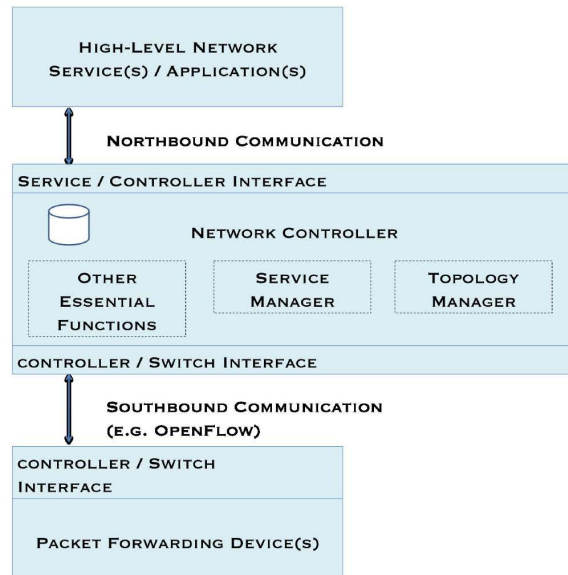 HIGH-LEVEL NETWORK
SERVICE(S) / APPLICATION(S)
NORTHBOUND COMMUNICATION
SERVICE / CONTROLLER INTERFACE
NETWORK CONTROLLER
OTHER
ESSENTIAL
FUNCTIONS
SERVICE
MANAGER
TOPOLOGY
MANAGER
CONTROLLER / SWITCH INTERFACE
SOUTHBOUND COMMUNICATION
(E.G. OPENFLOW)
CONTROLLER / SWITCH
INTERFACE
PACKET FORWARDING DEVICE(S)